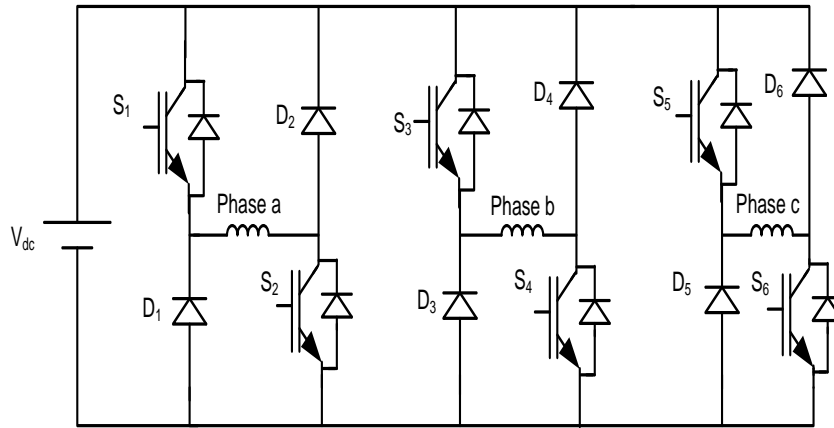 S1
D2
S3
D4
S5
D6
Phase a
Phase b
Phase c
Vdc
D1
S2
D3
S4
D5
S6